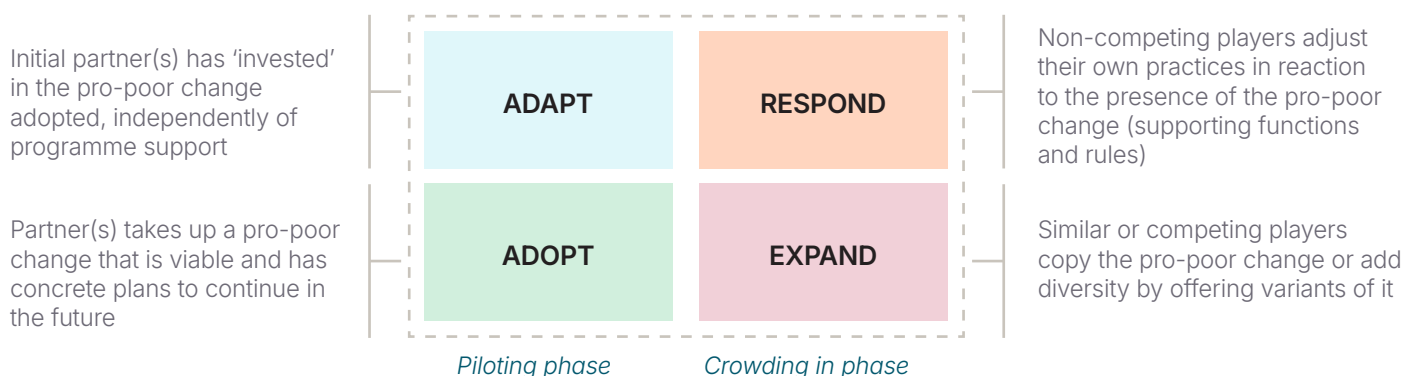 Initial partner(s) has ‘invested’
in the pro-poor change
adopted, independently of
programme support
ADAPT
RESPOND
Non-competing players adjust
their own practices in reaction
to the presence of the pro-poor
change (supporting functions
and rules)
Partner(s) takes up a pro-poor
change that is viable and has
concrete plans to continue in
the future
ADOPT
EXPAND
Similar or competing players
copy the pro-poor change or add
diversity by offering variants of it
Piloting phase
Crowding in phase